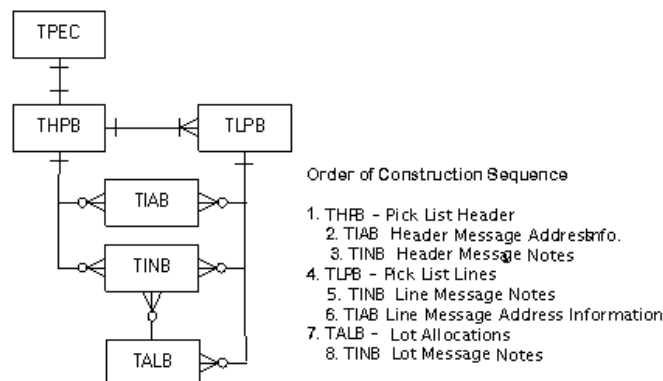 TPEC
THPB
TLPB
TIAB
TINB
TALB
Order of Construction Sequence
1. THPB - Pick List Header
2. TIAB Header Message Address Info.
3. TINB Header Message Notes
4. TLPB - Pick List Lines
5. TINB Line Message Notes
6. TIAB Line Message Address Information
7. TALB - Lot Allocations
8. TINB Lot Message Notes